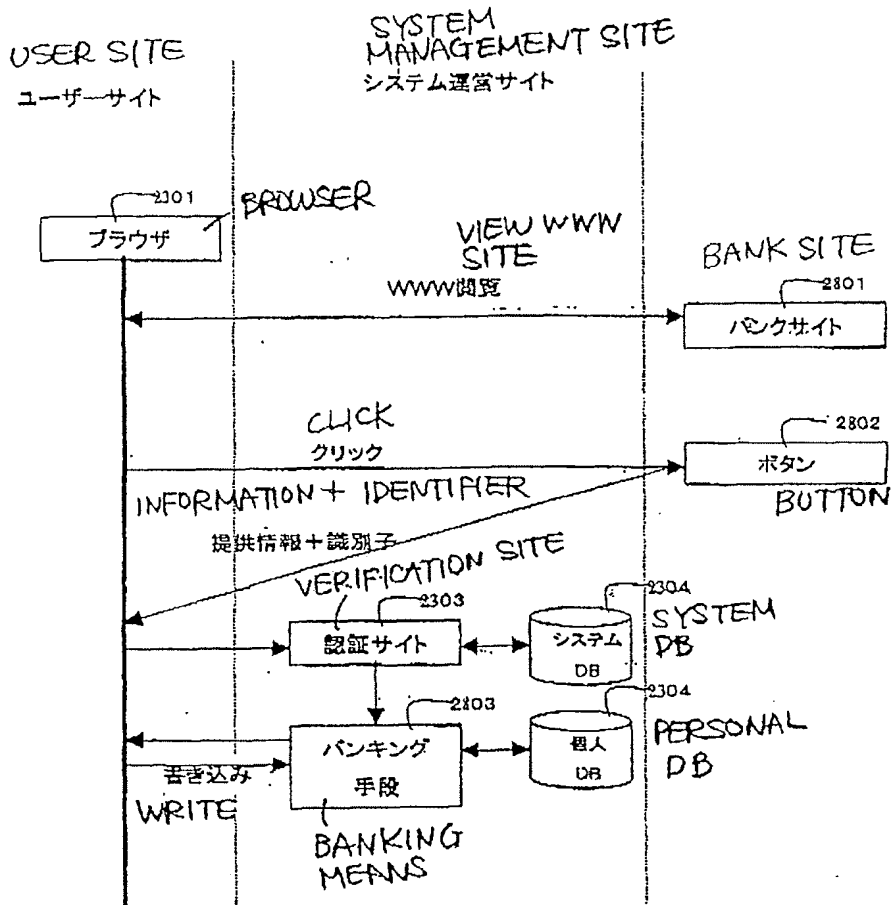 USER SITE
ユーザーサイト
SYSTEM
MANAGEMENT SITE
システム運営サイト
2301
BROWSER
ブラウザ
VIEW WWN
SITE
WWW閲覧
BANK SITE
2801
バンクサイト
CLICK
クリック
2802
ボタン
BUTTON
INFORMATION + IDENTIFIER
提供情報+識別子
VERIFICATION SITE
2303
認証サイト
2304
システム
DB
SYSTEM
DB
2803
バンキング
手段
2304
個人
DB
PERSONAL
DB
書き込み
WRITE
BANKING
MEANS